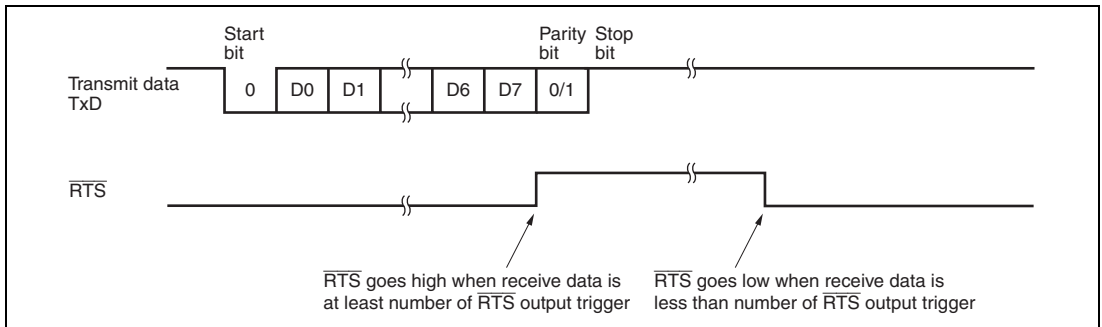 Start bit
Parity bit
Stop bit
Transmit data TxD
0 D0 D1 D6 D7 0/1
RTS
RTS goes high when receive data is
at least number of RTS output trigger
RTS goes low when receive data is
less than number of RTS output trigger